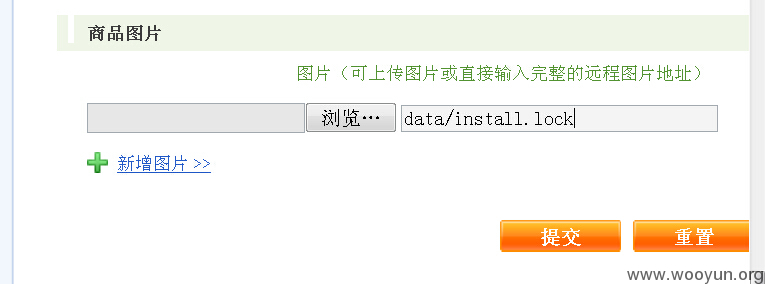 商品图片
图片（可上传图片或直接输入完整的远程图片地址）
浏览… data/install.lock
新增图片 >>
提交 重置
www.wooyun.org